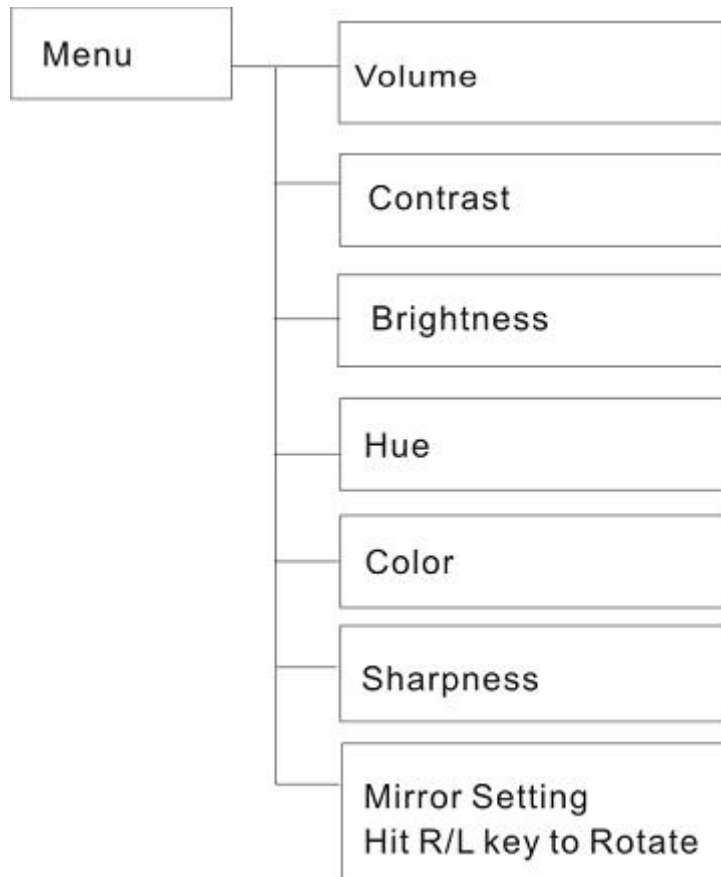 Menu
Volume
Contrast
Brightness
Hue
Color
Sharpness
Mirror Setting
Hit R/L key to Rotate